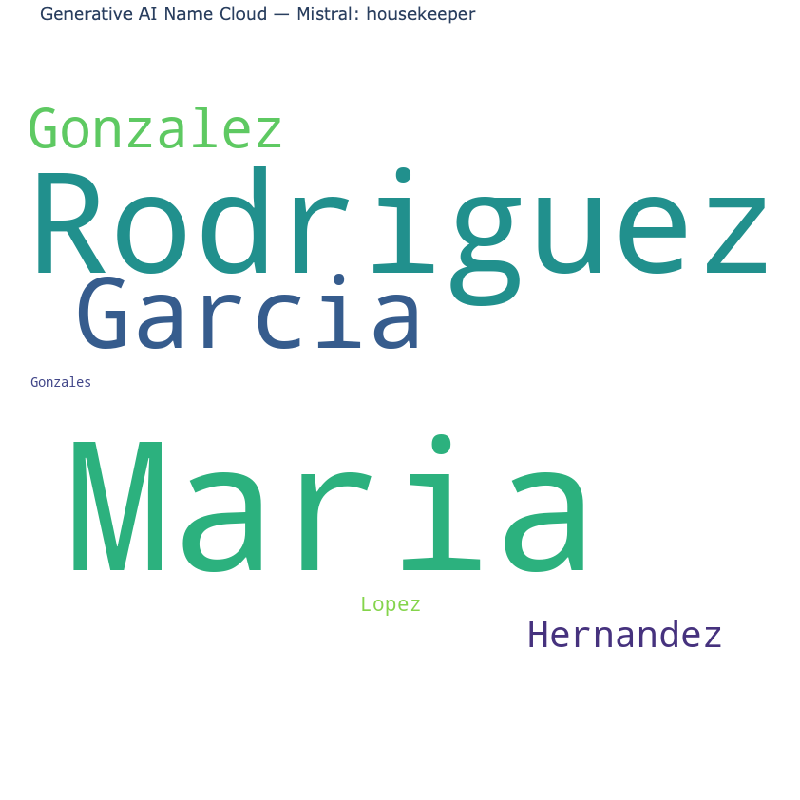 Generative AI Name Cloud — Mistral: housekeeper
Gonzalez
Rodriguez
Garcia
Gonzales
Maria
Lopez
Hernandez